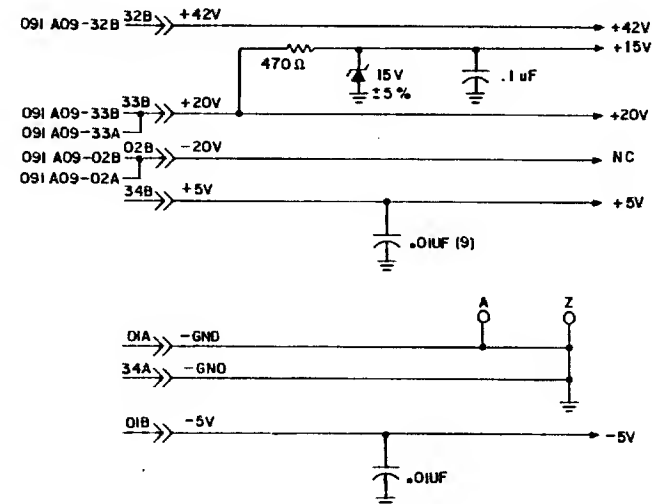 091 A09-32B 32B +42V +42V
+15V
470Ω 15V ±5% .1uF
091 A09-33B 33B +20V +20V
091 A09-33A
091 A09-02B 02B -20V NC
091 A09-02A
34B +5V +5V
.01UF (9)
A Z
01A -GND
34A -GND
01B -5V -5V
.01UF